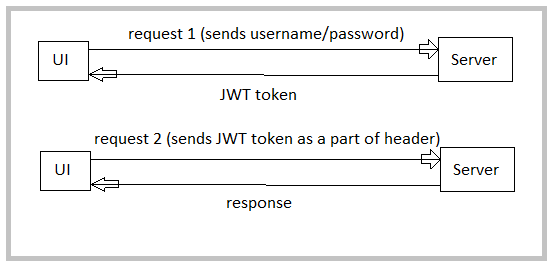 request 1 (sends username/password)
UI
Server
JWT token
request 2 (sends JWT token as a part of header)
UI
Server
response